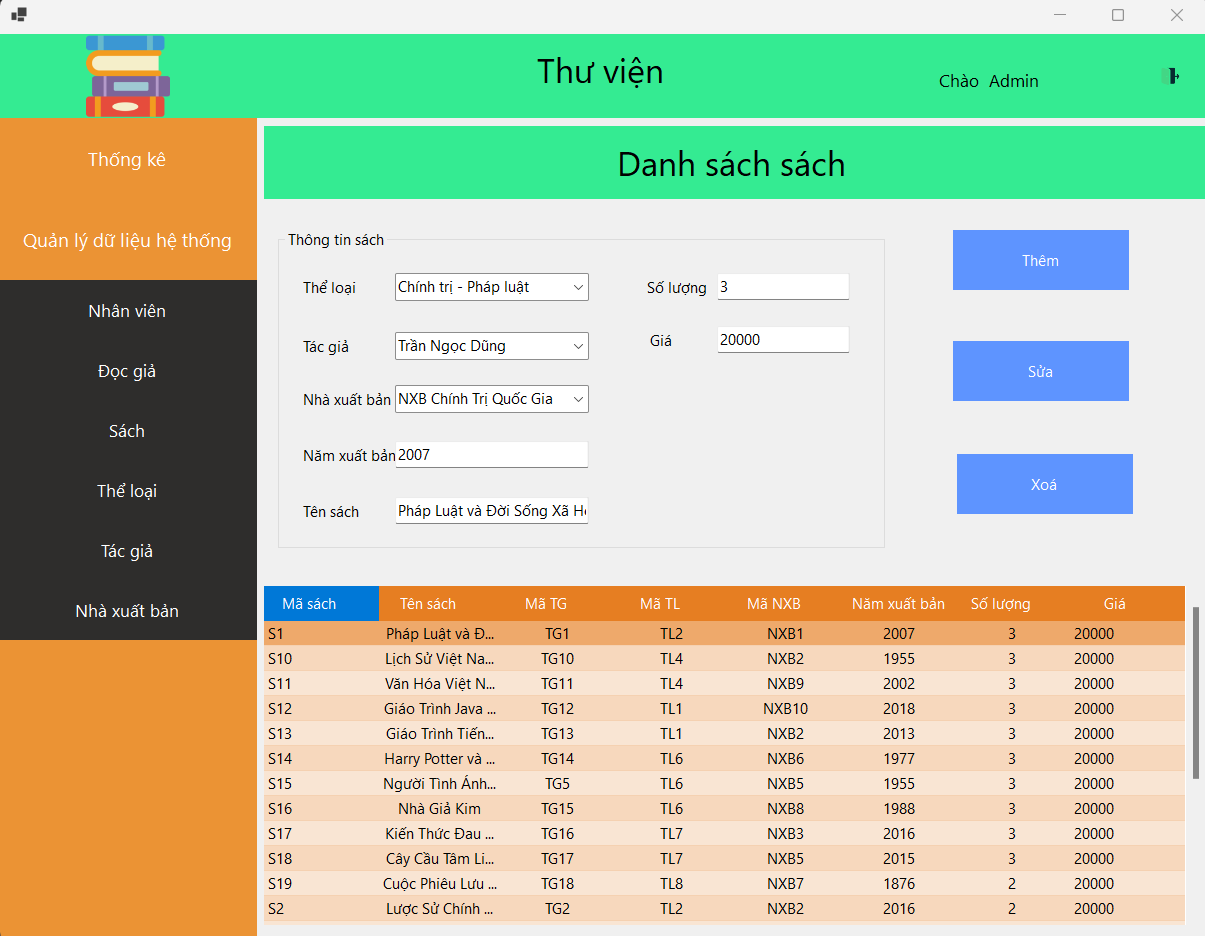 Thư viện
Chào Admin
Thống kê
Quản lý dữ liệu hệ thống
Nhân viên
Đọc giả
Sách
Thể loại
Tác giả
Nhà xuất bản
Danh sách sách
Thông tin sách
Thể loại Chính trị - Pháp luật Số lượng 3
Tác giả Trần Ngọc Dũng Giá 20000
Nhà xuất bản NXB Chính Trị Quốc Gia
Năm xuất bản 2007
Tên sách Pháp Luật và Đời Sống Xã
Thêm
Sửa
Xoá
Mã sách Tên sách Mã TG Mã TL Mã NXB Năm xuất bản Số lượng Giá
S1 Pháp Luật và Đ... TG1 TL2 NXB1 2007 3 20000
S10 Lịch Sử Việt Na... TG10 TL4 NXB2 1955 3 20000
S11 Văn Hóa Việt N... TG11 TL4 NXB9 2002 3 20000
S12 Giáo Trình Java ... TG12 TL1 NXB10 2018 3 20000
S13 Giáo Trình Tiến... TG13 TL1 NXB2 2013 3 20000
S14 Harry Potter và ... TG14 TL6 NXB6 1977 3 20000
S15 Người Tình Ánh... TG5 TL6 NXB5 1955 3 20000
S16 Nhà Giả Kim TG15 TL6 NXB8 1988 3 20000
S17 Kiến Thức Đau ... TG16 TL7 NXB3 2016 3 20000
S18 Cây Cầu Tâm Li... TG17 TL7 NXB5 2015 3 20000
S19 Cuộc Phiêu Lưu ... TG18 TL8 NXB7 1876 2 20000
S2 Lược Sử Chính ... TG2 TL2 NXB2 2016 2 20000